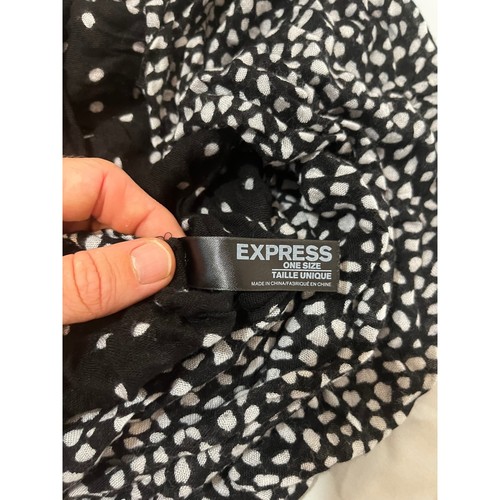 EXPRESS
ONE SIZE
TAILLE UNIQUE
MADE IN CHINA/FABRIQUÉ EN CHINE